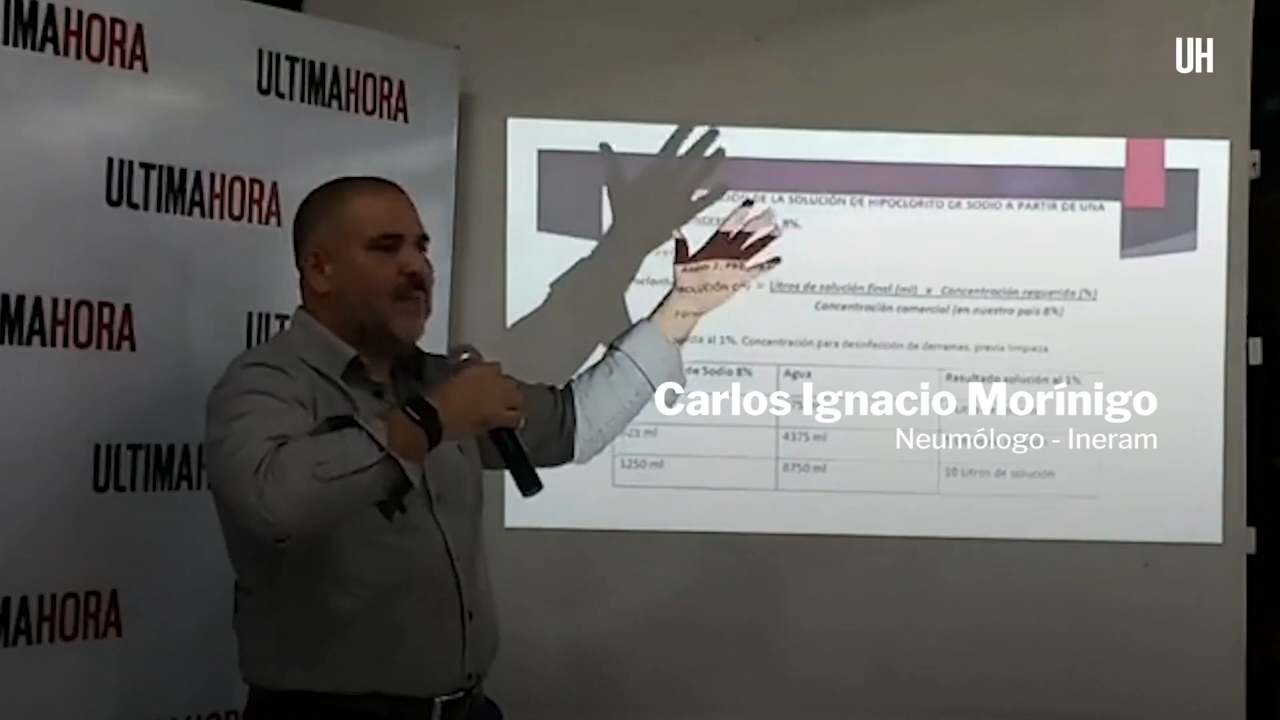 IMAHORA
ULTIMAHORA
UH
ULTIMAHORA
MAHORA
ULT
ULTIMAH
MAHORA
DE LA SOLUCIÓN DE HIPOCLORITO DE SODIO A PARTIR DE UNA
8%.
= Litros de solución final (ml) x Concentración requerida (%)
Concentración comercial (en nuestro país 8%)
al 1%. Concentración para desinfección de derrames, previa limpieza
de Sodio 8%
Agua
Resultado solución al 1%
Carlos Ignacio Morínigo
Neumólogo - Ineram
4375 ml
1250 ml
8750 ml
10 Litros de solución